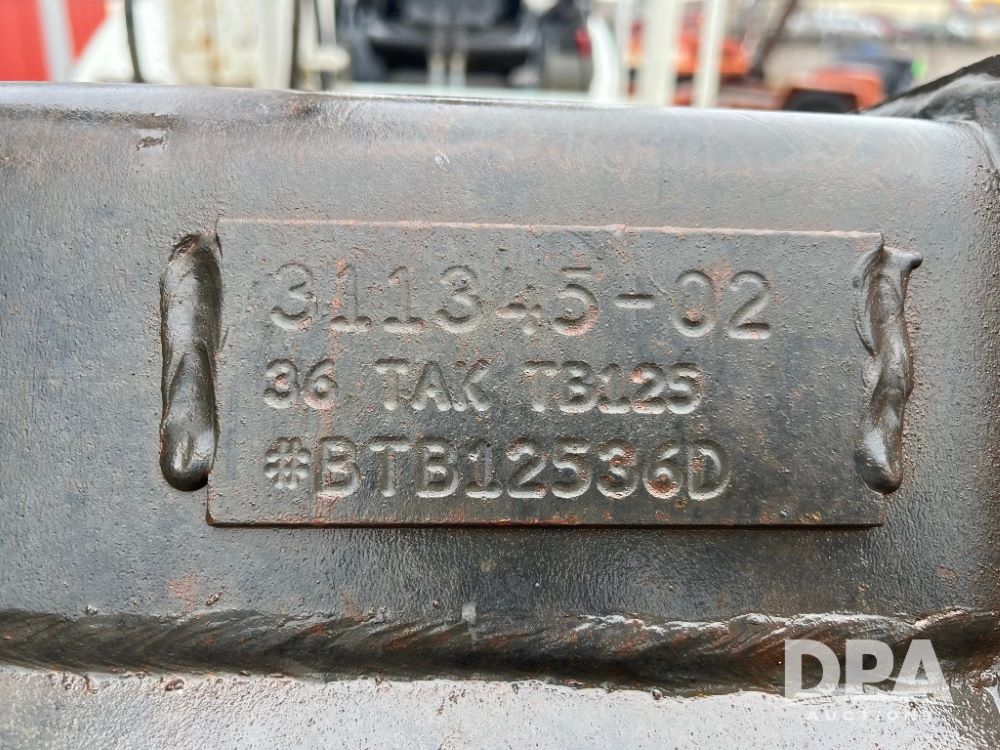 311345-02
36 TAK TB125
#BTB12536D
DPA
AUCTIONS